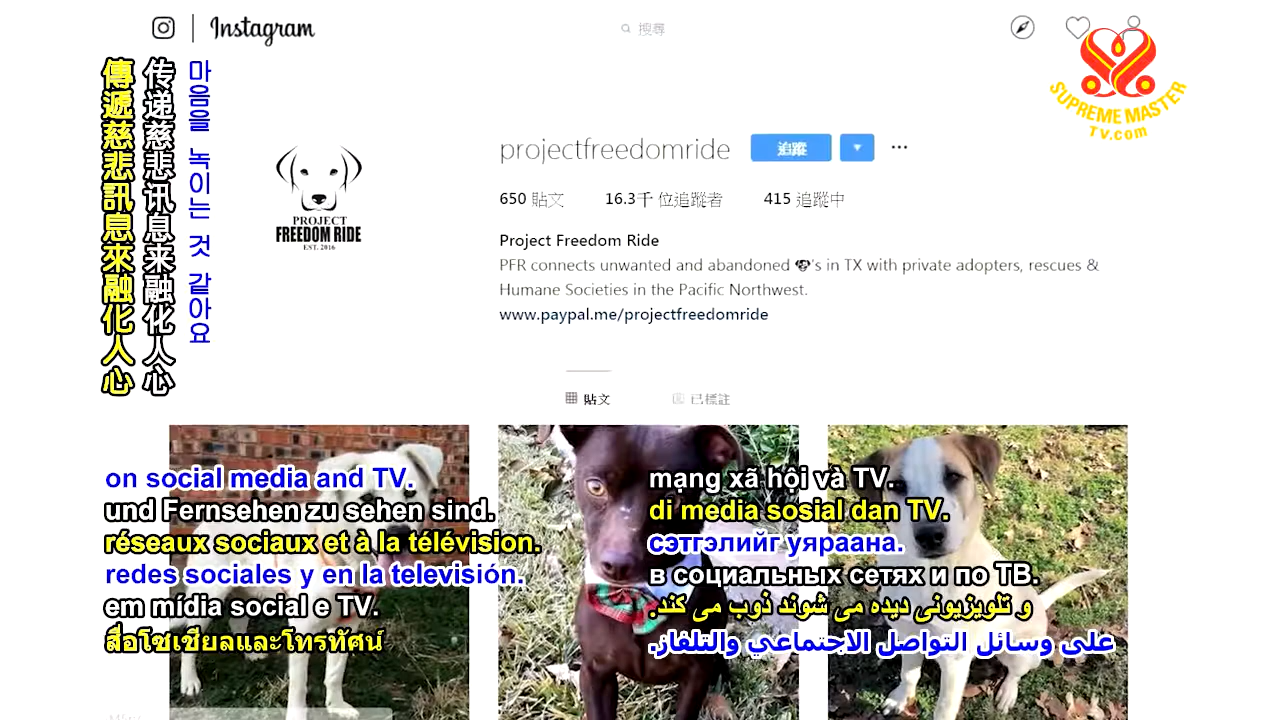 Instagram
搜尋
傳遞慈悲訊息來融化人心
传递慈悲讯息来融化人心
마음을 녹이는 것 같아요
SUPREME MASTER
TV.com
projectfreedomride
追蹤
PROJECT
FREEDOM RIDE
EST. 2016
650 貼文 16.3千 位追蹤者 415 追蹤中
Project Freedom Ride
PFR connects unwanted and abandoned 🐶's in TX with private adopters, rescues &
Humane Societies in the Pacific Northwest.
www.paypal.me/projectfreedomride
貼文 已標註
on social media and TV.
und Fernsehen zu sehen sind.
réseaux sociaux et à la télévision.
redes sociales y en la televisión.
em mídia social e TV.
สื่อโซเชียลและโทรทัศน์
mạng xã hội và TV.
di media sosial dan TV.
сэтгэлийг уяраана.
в социальных сетях и по ТВ.
و تلویزیونی دیده می شوند ذوب می کند.
على وسائل التواصل الاجتماعي والتلفاز.